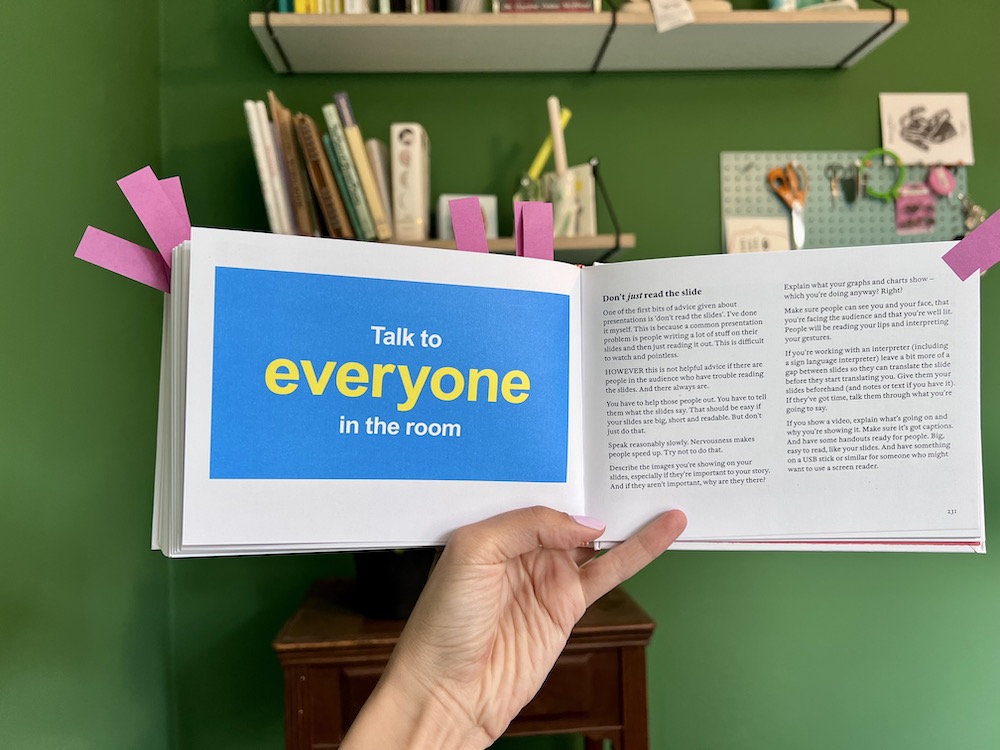 Talk to
everyone
in the room
Don't just read the slide
One of the first bits of advice given about
presentations is 'don't read the slides'. I've done
it myself. This is because a common presentation
problem is people writing a lot of stuff on their
slides and then just reading it out. This is difficult
to watch and pointless.
HOWEVER this is not helpful advice if there are
people in the audience who have trouble reading
the slides. And there always are.
You have to help those people out. You have to tell
them what the slides say. That should be easy if
your slides are big, short and readable. But don't
just do that.
Speak reasonably slowly. Nervousness makes
people speed up. Try not to do that.
Describe the images you're showing on your
slides, especially if they're important to your story.
And if they aren't important, why are they there?
Explain what your graphs and charts show –
which you're doing anyway? Right?
Make sure people can see you and your face, that
you're facing the audience and that you're well lit.
People will be reading your lips and interpreting
your gestures.
If you're working with an interpreter (including
a sign language interpreter) leave a bit more of a
gap between slides so they can translate the slide
before they start translating you. Give them your
slides beforehand (and notes or text if you have it).
If they've got time, talk them through what you're
going to say.
If you show a video, explain what's going on and
why you're showing it. Make sure it's got captions.
And have some handouts ready for people. Big,
easy to read, like your slides. And have something
on a USB stick or similar for someone who might
want to use a screen reader.
231